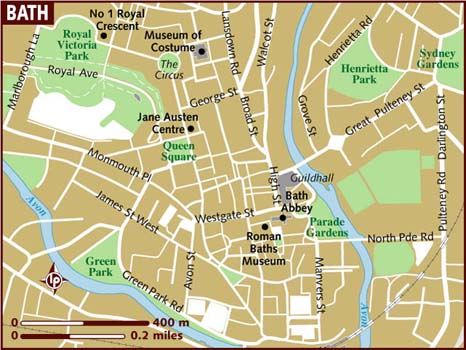 BATH
No 1 Royal
Crescent
Royal
Victoria
Park
Marlborough La
Royal Ave
Museum of
Costume
The
Circus
Lansdown Rd
Walcot St
Henrietta Rd
Sydney
Gardens
Henrietta
Park
George St
Broad St
Grove St
Great Pulteney St
Darlington St
Jane Austen
Centre
Queen
Square
Monmouth Pl
High St
Guildhall
Pulteney Rd
James St West
Bath
Abbey
Westgate St
Parade
Gardens
Avon
Roman
Baths
Museum
North Pde Rd
Green
Park
Green Park Rd
Avon St
Manvers St
Avon
lp
0 400 m
0 0.2 miles